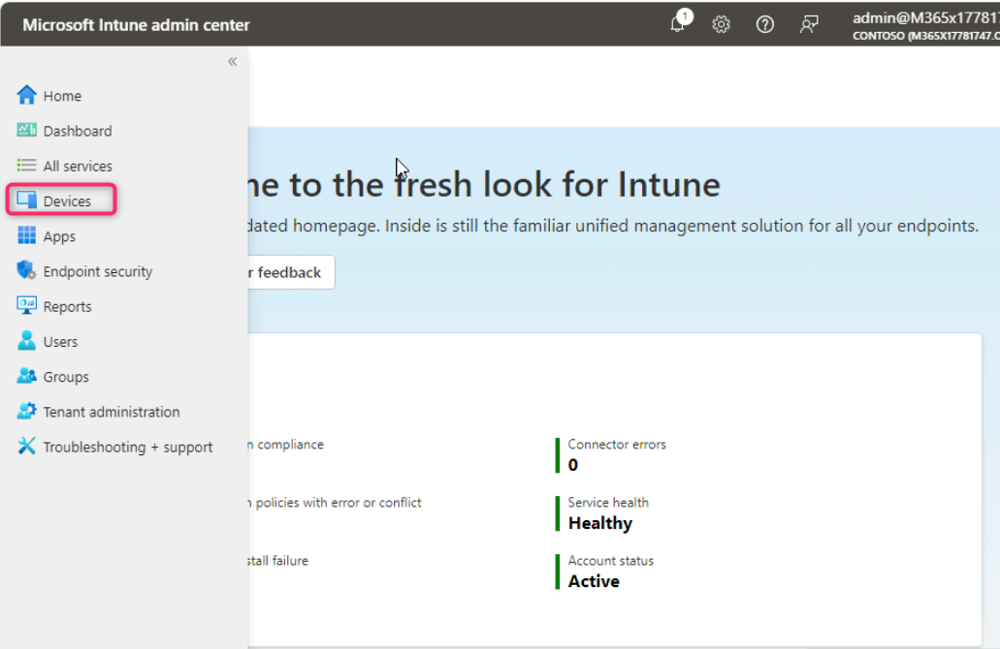 Microsoft Intune admin center
1
admin@M365x17781
CONTOSO (M365X17781747.O
Home
Dashboard
All services
Devices
Apps
Endpoint security
Reports
Users
Groups
Tenant administration
Troubleshooting + support
ne to the fresh look for Intune
dated homepage. Inside is still the familiar unified management solution for all your endpoints.
r feedback
n compliance
Connector errors
0
n policies with error or conflict
Service health
Healthy
stall failure
Account status
Active